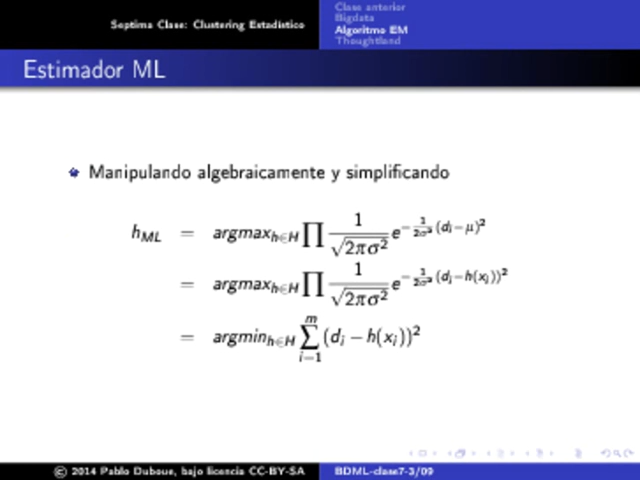 Clase anterior
Bigdata
Septima Clase: Clustering Estadístico
Algoritmo EM
Thoughtland
Estimador ML
Manipulando algebraicamente y simplificando
h_ML = argmax_{h∈H} ∏ 1/√(2πσ²) e^{-1/(2σ²) (d_i − μ)²}
= argmax_{h∈H} ∏ 1/√(2πσ²) e^{-1/(2σ²) (d_i − h(x_i))²}
= argmin_{h∈H} ∑_{i=1}^{m} (d_i − h(x_i))²
© 2014 Pablo Duboue, bajo licencia CC-BY-SA
BDML-clase7-3/09